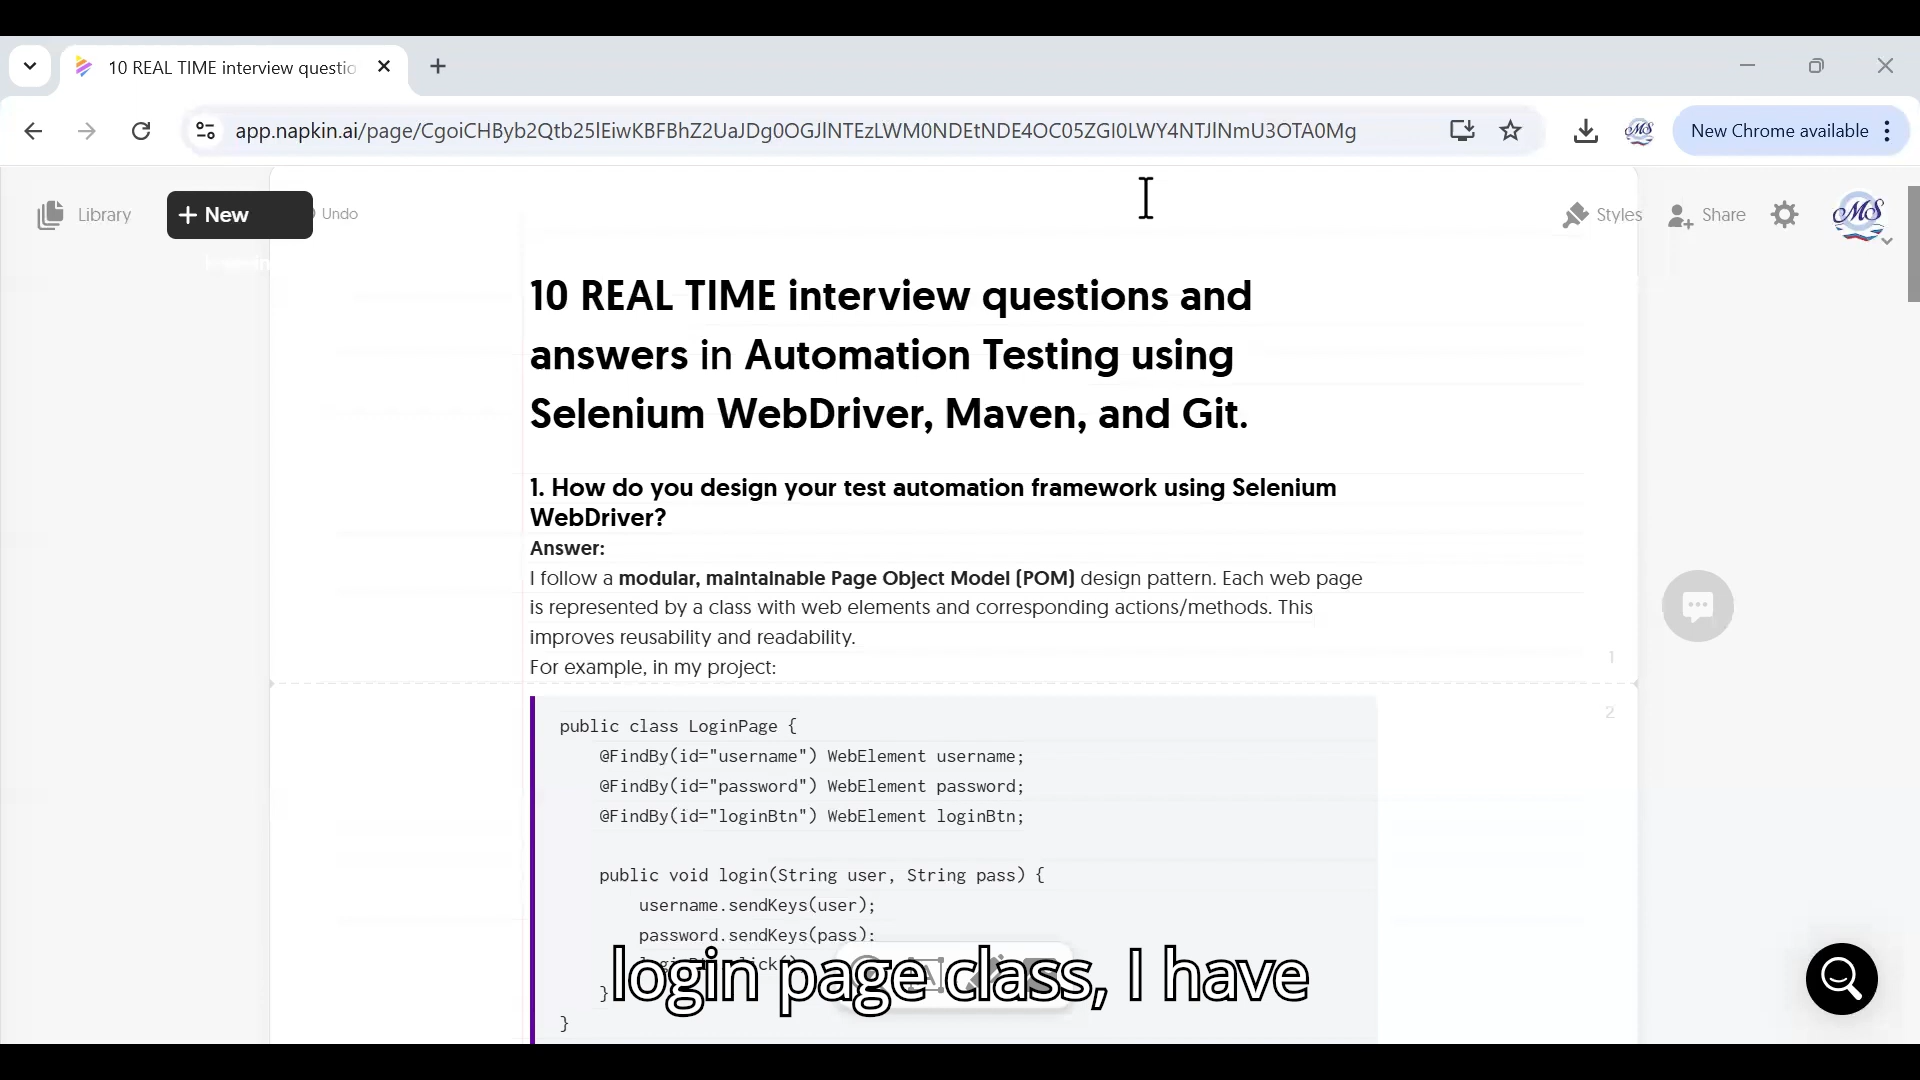 10 REAL TIME interview questio
app.napkin.ai/page/CgoiCHByb2Qtb25lEiwKBFBhZ2UaJDg0OGJlNTEzLWM0NDEtNDE4OC05ZGI0LWY4NTJlNmU3OTA0Mg
New Chrome available
Library
+ New
Undo
Styles
Share
MS
10 REAL TIME interview questions and
answers in Automation Testing using
Selenium WebDriver, Maven, and Git.
1. How do you design your test automation framework using Selenium
WebDriver?
Answer:
I follow a modular, maintainable Page Object Model (POM) design pattern. Each web page
is represented by a class with web elements and corresponding actions/methods. This
improves reusability and readability.
For example, in my project:
1
2
public class LoginPage {
@FindBy(id="username") WebElement username;
@FindBy(id="password") WebElement password;
@FindBy(id="loginBtn") WebElement loginBtn;
public void login(String user, String pass) {
username.sendKeys(user);
password.sendKeys(pass);
}
}
login page class, I have